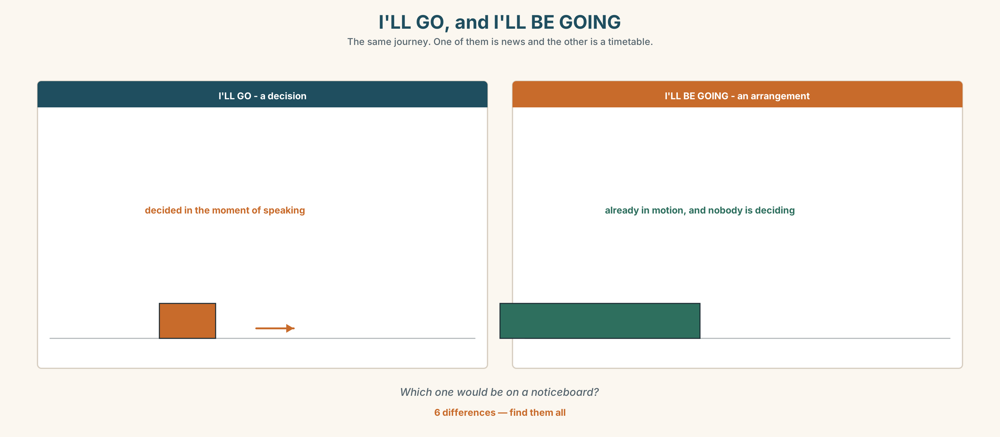 I'LL GO, and I'LL BE GOING
The same journey. One of them is news and the other is a timetable.
I'LL GO - a decision
decided in the moment of speaking
I'LL BE GOING - an arrangement
already in motion, and nobody is deciding
Which one would be on a noticeboard?
6 differences — find them all